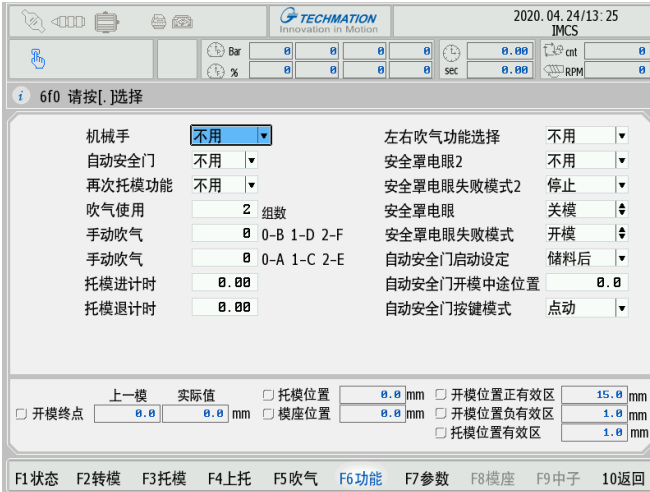 TECHMATION
Innovation in Motion
2020.04.24/13:25
IMCS
Bar 0 0 0 0 0.00 cnt 0
% 0 0 0 0 sec 0.00 RPM 0
6f0 请按[.]选择
机械手 不用 左右吹气功能选择 不用
自动安全门 不用 安全罩电眼2 不用
再次托模功能 不用 安全罩电眼失败模式2 停止
吹气使用 2 组数 安全罩电眼 关模
手动吹气 0 0-B 1-D 2-F 安全罩电眼失败模式 开模
手动吹气 0 0-A 1-C 2-E 自动安全门启动设定 储料后
托模进计时 0.00 自动安全门开模中途位置 0.0
托模退计时 0.00 自动安全门按键模式 点动
上一模 实际值 托模位置 0.0 mm 开模位置正有效区 15.0 mm
开模终点 0.0 0.0 mm 模座位置 0.0 mm 开模位置负有效区 1.0 mm
托模位置有效区 1.0 mm
F1状态 F2转模 F3托模 F4上托 F5吹气 F6功能 F7参数 F8模座 F9中子 10返回